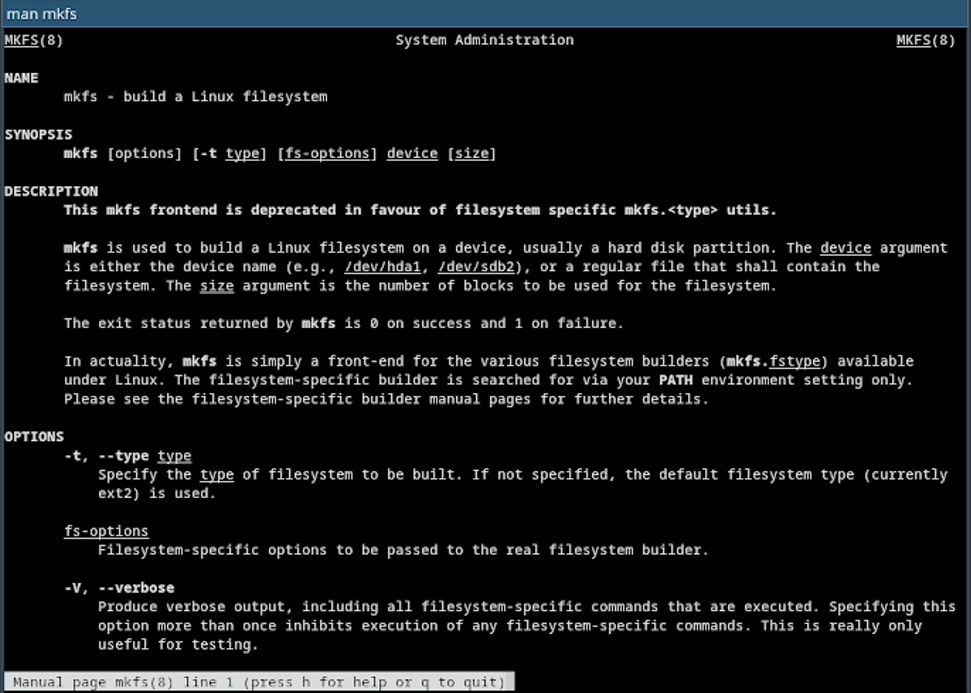 man mkfs
MKFS(8) System Administration MKFS(8)
NAME
mkfs - build a Linux filesystem
SYNOPSIS
mkfs [options] [-t type] [fs-options] device [size]
DESCRIPTION
This mkfs frontend is deprecated in favour of filesystem specific mkfs.<type> utils.
mkfs is used to build a Linux filesystem on a device, usually a hard disk partition. The device argument
is either the device name (e.g., /dev/hda1, /dev/sdb2), or a regular file that shall contain the
filesystem. The size argument is the number of blocks to be used for the filesystem.
The exit status returned by mkfs is 0 on success and 1 on failure.
In actuality, mkfs is simply a front-end for the various filesystem builders (mkfs.fstype) available
under Linux. The filesystem-specific builder is searched for via your PATH environment setting only.
Please see the filesystem-specific builder manual pages for further details.
OPTIONS
-t, --type type
Specify the type of filesystem to be built. If not specified, the default filesystem type (currently
ext2) is used.
fs-options
Filesystem-specific options to be passed to the real filesystem builder.
-V, --verbose
Produce verbose output, including all filesystem-specific commands that are executed. Specifying this
option more than once inhibits execution of any filesystem-specific commands. This is really only
useful for testing.
Manual page mkfs(8) line 1 (press h for help or q to quit)